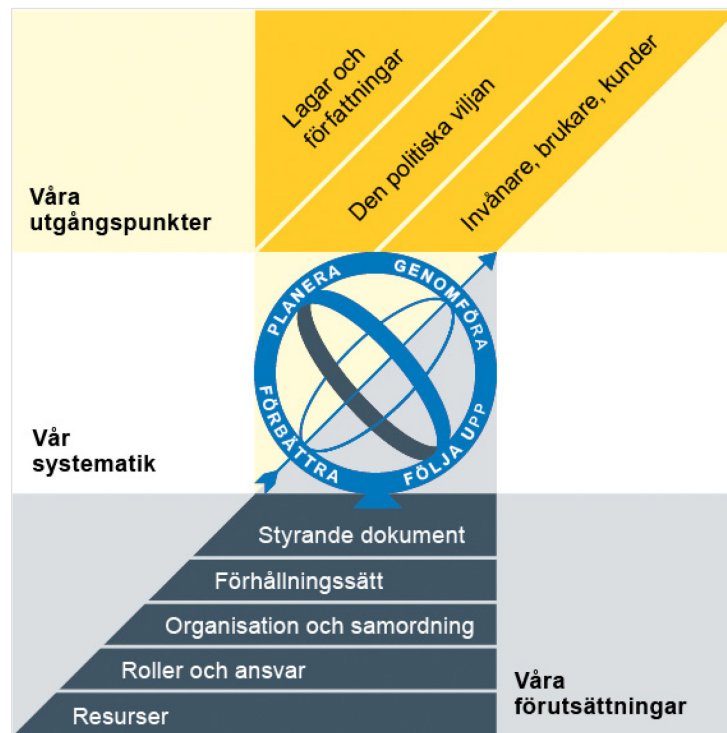 Lagar och
författningar
Den politiska viljan
Invånare, brukare, kunder
Våra
utgångspunkter
PLANERA
GENOMFÖRA
FÖLJA UPP
FÖRBÄTTRA
Vår
systematik
Styrande dokument
Förhållningssätt
Organisation och samordning
Roller och ansvar
Resurser
Våra
förutsättningar